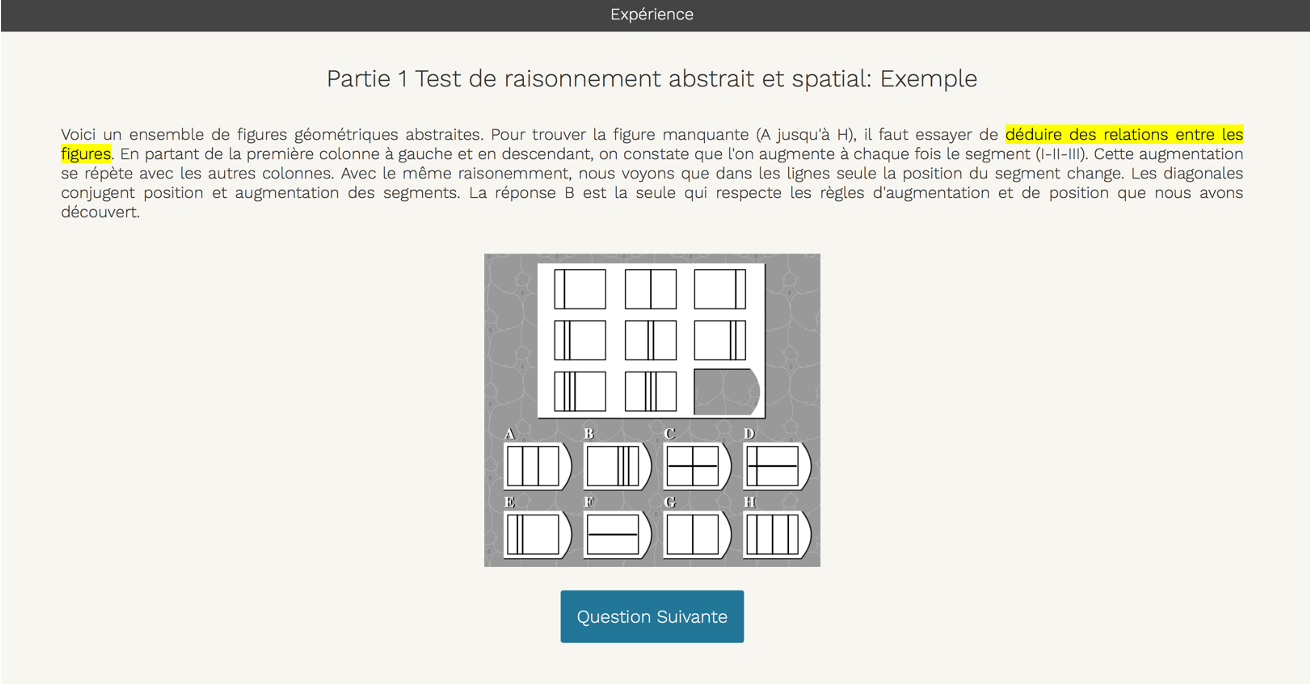 Expérience
Partie 1 Test de raisonnement abstrait et spatial: Exemple
Voici un ensemble de figures géométriques abstraites. Pour trouver la figure manquante (A jusqu'à H), il faut essayer de déduire des relations entre les
figures. En partant de la première colonne à gauche et en descendant, on constate que l'on augmente à chaque fois le segment (I-II-III). Cette augmentation
se répète avec les autres colonnes. Avec le même raisonemmnt, nous voyons que dans les lignes seule la position du segment change. Les diagonales
conjugent position et augmentation des segments. La réponse B est la seule qui respecte les règles d'augmentation et de position que nous avons
découvert.
A B C D
E F G H
Question Suivante